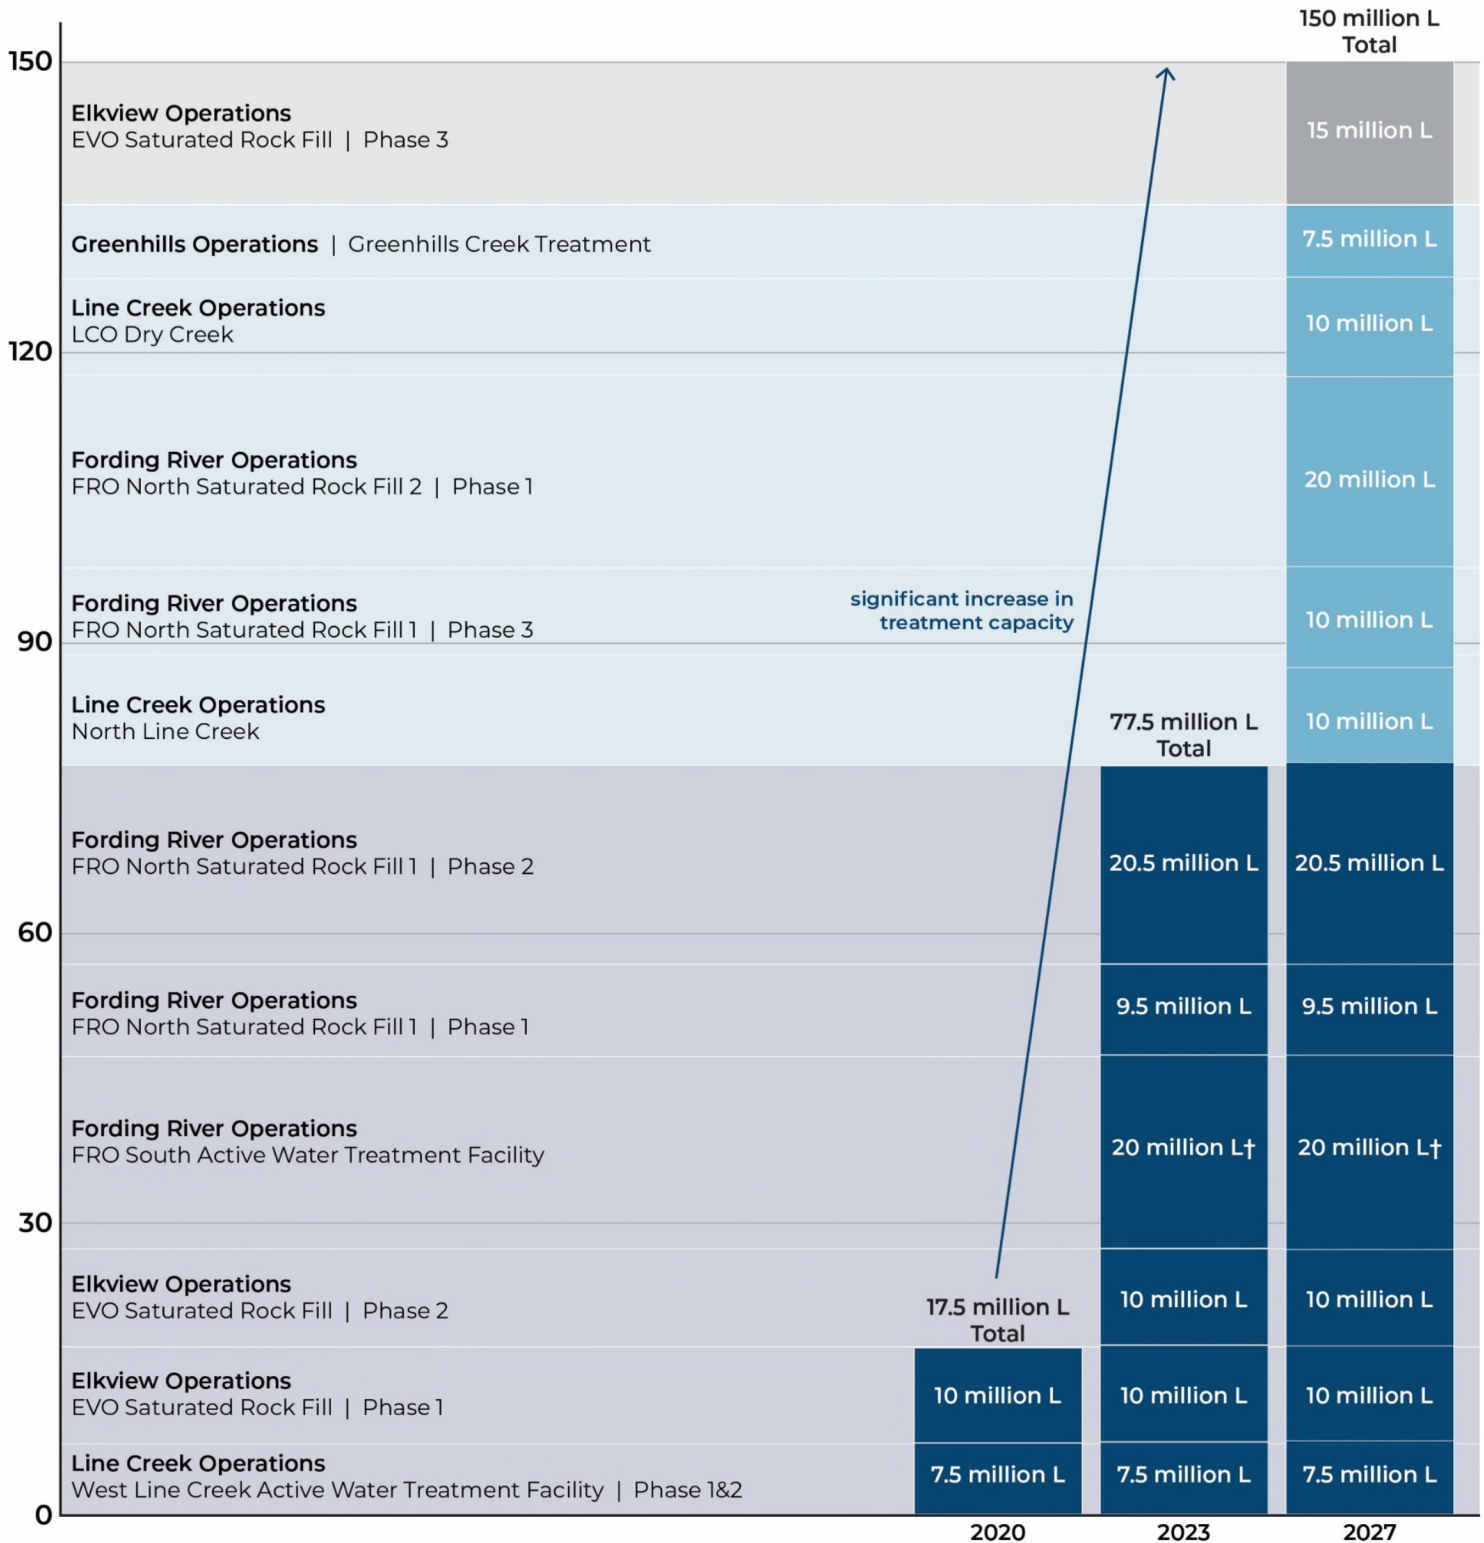 150 million L
Total
150
Elkview Operations
EVO Saturated Rock Fill | Phase 3
15 million L
Greenhills Operations | Greenhills Creek Treatment
7.5 million L
Line Creek Operations
LCO Dry Creek
10 million L
120
Fording River Operations
FRO North Saturated Rock Fill 2 | Phase 1
20 million L
Fording River Operations
FRO North Saturated Rock Fill 1 | Phase 3
significant increase in
treatment capacity
10 million L
90
Line Creek Operations
North Line Creek
77.5 million L
Total
10 million L
Fording River Operations
FRO North Saturated Rock Fill 1 | Phase 2
20.5 million L
20.5 million L
60
Fording River Operations
FRO North Saturated Rock Fill 1 | Phase 1
9.5 million L
9.5 million L
Fording River Operations
FRO South Active Water Treatment Facility
20 million L†
20 million L†
30
Elkview Operations
EVO Saturated Rock Fill | Phase 2
17.5 million L
Total
10 million L
10 million L
Elkview Operations
EVO Saturated Rock Fill | Phase 1
10 million L
10 million L
10 million L
Line Creek Operations
West Line Creek Active Water Treatment Facility | Phase 1&2
7.5 million L
7.5 million L
7.5 million L
0
2020
2023
2027